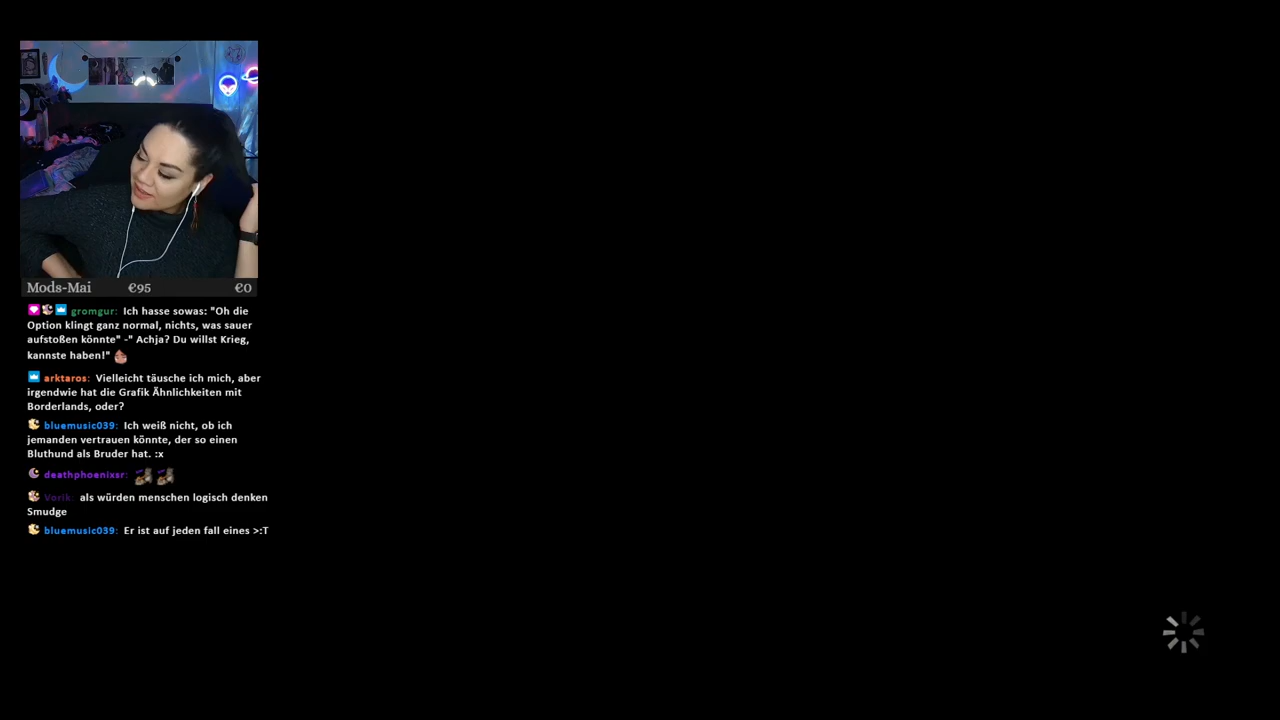 Mods-Mai €95 €0
gromgur: Ich hasse sowas: "Oh die
Option klingt ganz normal, nichts, was sauer
aufstoßen könnte" -" Achja? Du willst Krieg,
kannste haben!"
arktaros: Vielleicht täusche ich mich, aber
irgendwie hat die Grafik Ähnlichkeiten mit
Borderlands, oder?
bluemusic039: Ich weiß nicht, ob ich
jemanden vertrauen könnte, der so einen
Bluthund als Bruder hat. :x
deathphoenixsr:
Vorik: als würden menschen logisch denken
Smudge
bluemusic039: Er ist auf jeden fall eines >:T